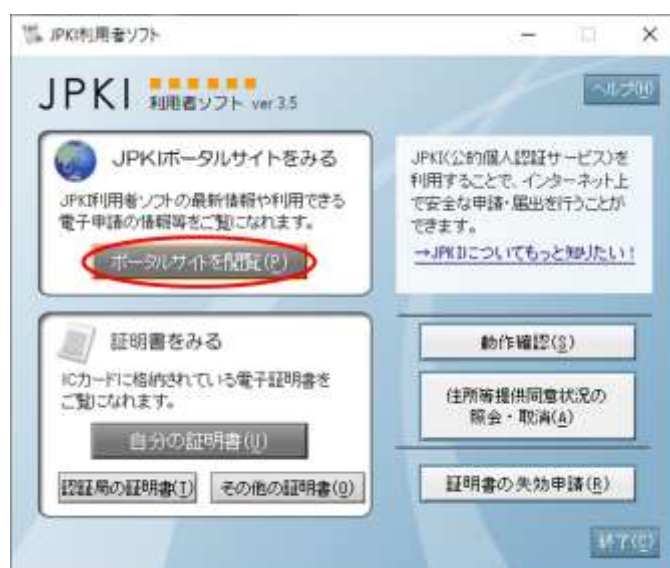 JPKI利用者ソフト
JPKI 利用者ソフト ver 3.5
ヘルプ(H)
JPKIポータルサイトをみる
JPKI利用者ソフトの最新情報や利用できる
電子申請の情報等をご覧になれます。
ポータルサイトを閲覧(P)
JPKI(公的個人認証サービス)を
利用することで、インターネット上
で安全な申請・届出を行うことが
できます。
→JPKIについてもっと知りたい!
証明書をみる
ICカードに格納されている電子証明書を
ご覧になれます。
自分の証明書(U)
認証局の証明書(T) その他の証明書(O)
動作確認(S)
住所等提供同意状況の
照会・取消(A)
証明書の失効申請(R)
終了(C)